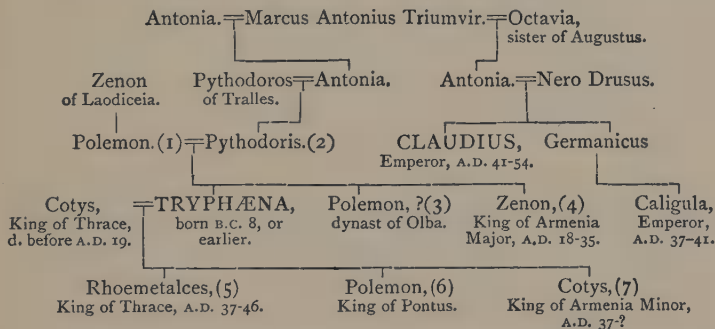 Antonia. Marcus Antonius Triumvir. Octavia,
sister of Augustus.
Zenon Pythodoros Antonia. Antonia. Nero Drusus.
of Laodiceia. of Tralles.
Polemon. (1) Pythodoris. (2) CLAUDIUS, Germanicus
Emperor, A.D. 41-54.
Cotys, TRYPHÆNA, Polemon, ?(3) Zenon, (4) Caligula,
King of Thrace, born B.C. 8, or dynast of Olba. King of Armenia Emperor,
d. before A.D. 19. earlier. Major, A.D. 18-35. A.D. 37-41.
Rhoemetalces, (5) Polemon, (6) Cotys, (7)
King of Thrace, A.D. 37-46. King of Pontus. King of Armenia Minor,
A.D. 37-?